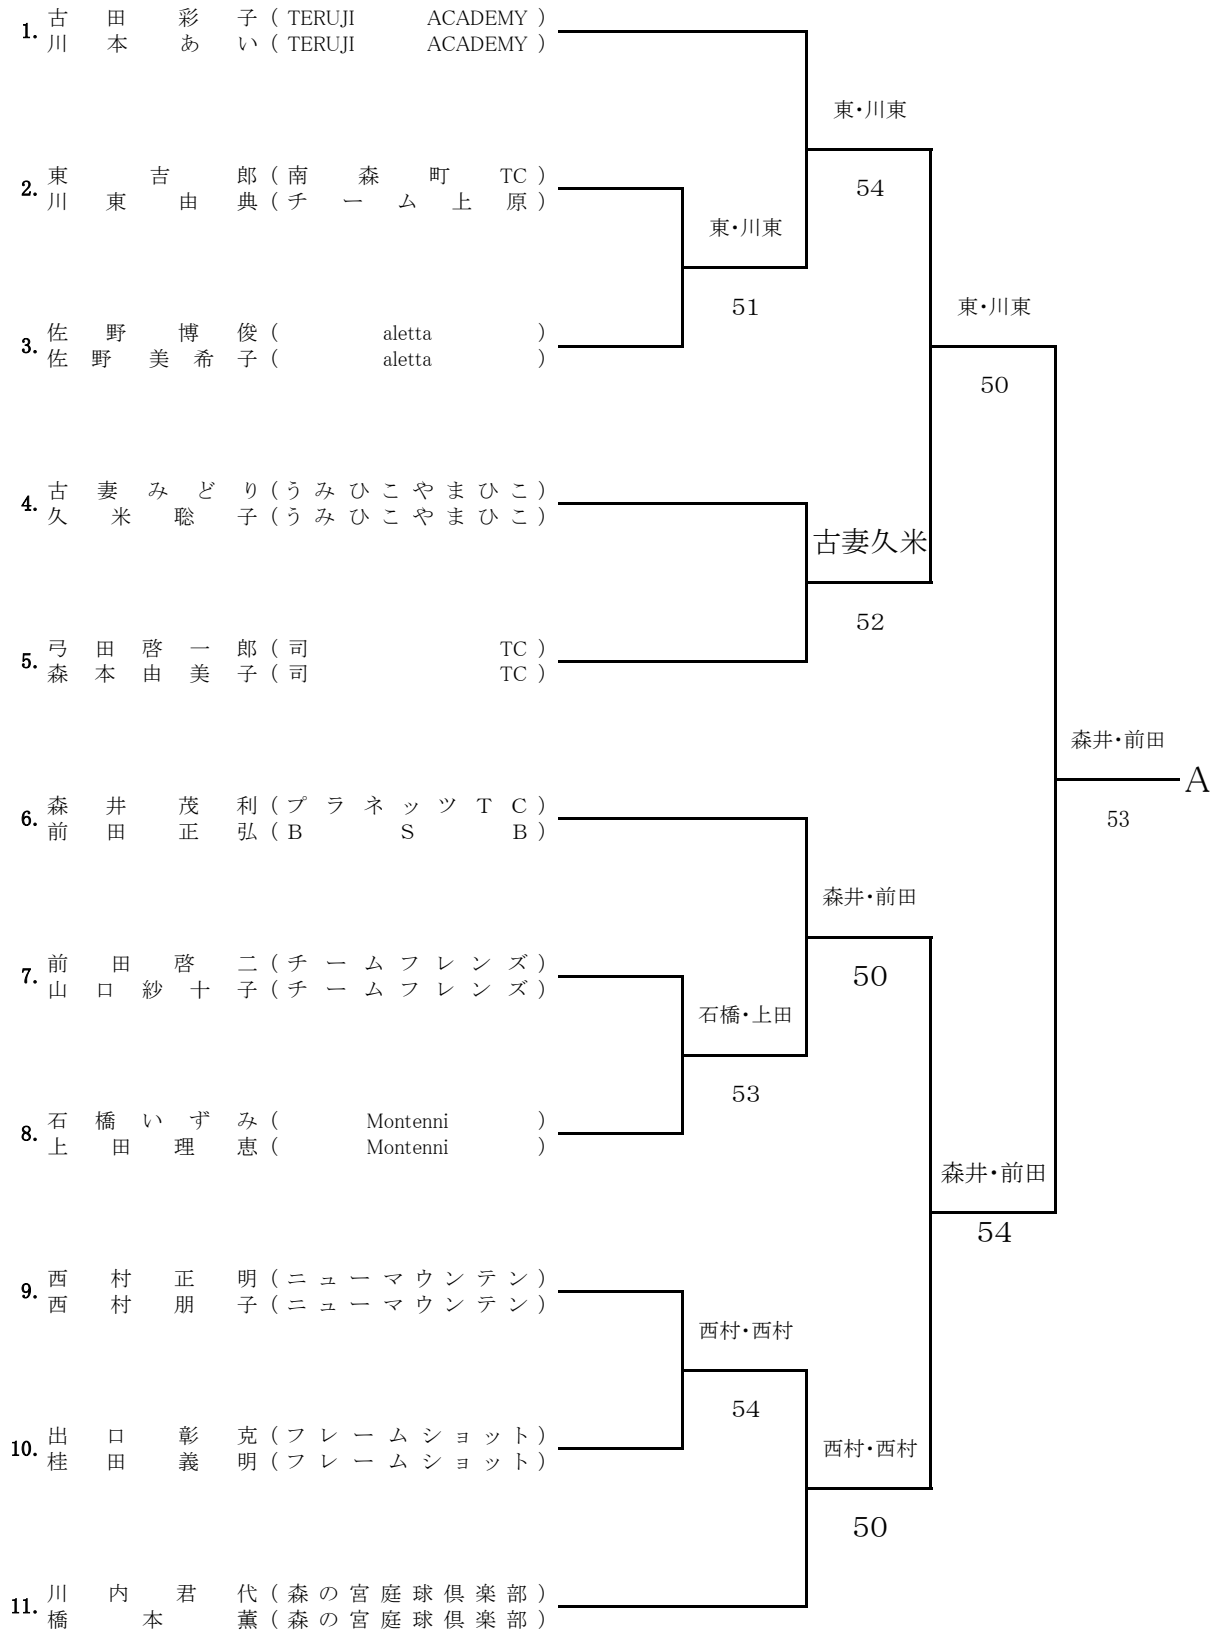 1. 古田彩子(TERUJI ACADEMY)
川本あい(TERUJI ACADEMY)
東・川東
54
2. 東吉郎(南森町TC)
川東由典(チーム上原)
東・川東
51
東・川東
50
3. 佐野博俊(aletta)
佐野美希子(aletta)
4. 古妻みどり(うみひこやまひこ)
久米聡子(うみひこやまひこ)
古妻久米
52
5. 弓田啓一郎(司TC)
森本由美子(司TC)
森井・前田
A
53
6. 森井茂利(プラネッツTC)
前田正弘(BSB)
森井・前田
50
7. 前田啓二(チームフレンズ)
山口紗十子(チームフレンズ)
石橋・上田
53
8. 石橋いずみ(Montenni)
上田理恵(Montenni)
森井・前田
54
9. 西村正明(ニューマウンテン)
西村朋子(ニューマウンテン)
西村・西村
54
10. 出口彰克(フレームショット)
桂田義明(フレームショット)
西村・西村
50
11. 川内君代(森の宮庭球倶楽部)
橋本薫(森の宮庭球倶楽部)